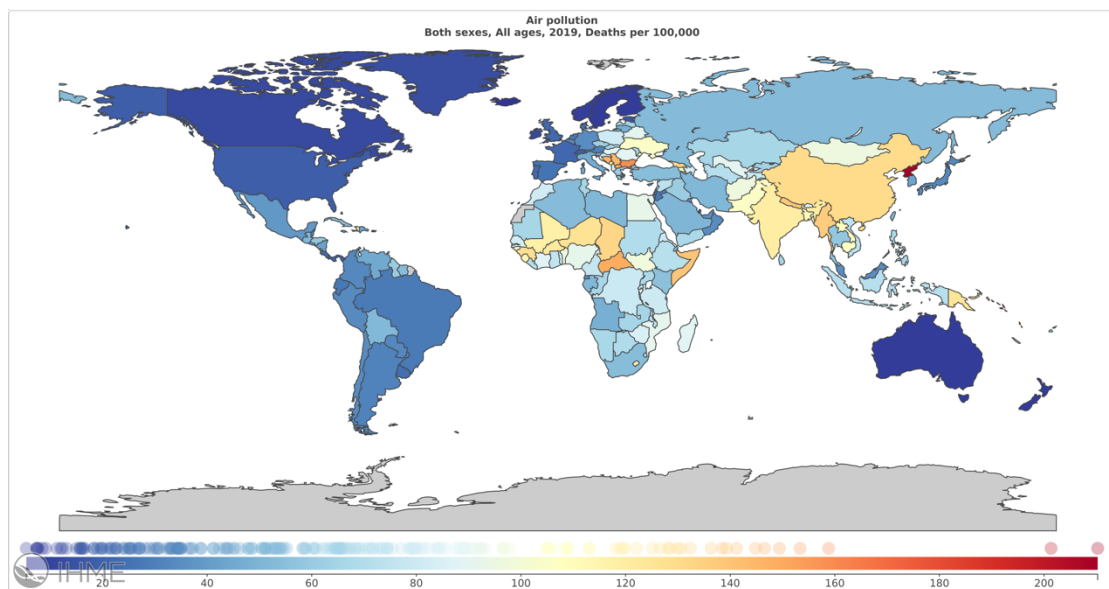 Air pollution
Both sexes, All ages, 2019, Deaths per 100,000
IHME
40 60 80 100 120 140 160 180 200